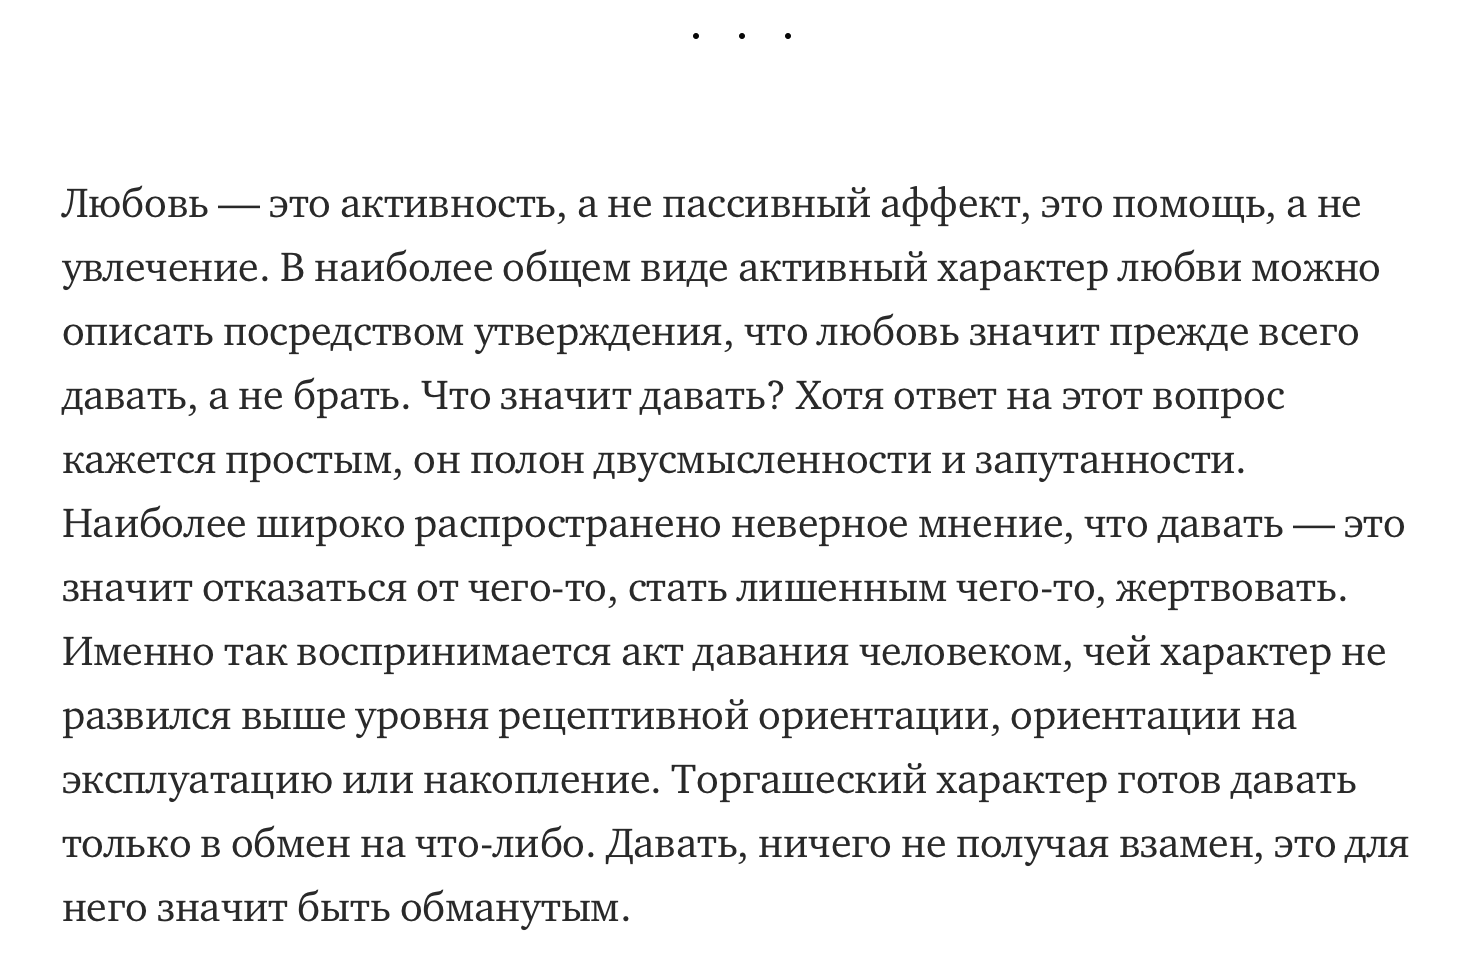 . . .
Любовь — это активность, а не пассивный аффект, это помощь, а не
увлечение. В наиболее общем виде активный характер любви можно
описать посредством утверждения, что любовь значит прежде всего
давать, а не брать. Что значит давать? Хотя ответ на этот вопрос
кажется простым, он полон двусмысленности и запутанности.
Наиболее широко распространено неверное мнение, что давать — это
значит отказаться от чего-то, стать лишенным чего-то, жертвовать.
Именно так воспринимается акт давания человеком, чей характер не
развился выше уровня рецептивной ориентации, ориентации на
эксплуатацию или накопление. Торгашеский характер готов давать
только в обмен на что-либо. Давать, ничего не получая взамен, это для
него значит быть обманутым.